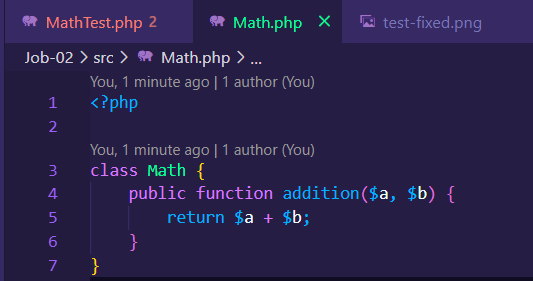 MathTest.php 2 Math.php × test-fixed.png
Job-02 > src > Math.php > ...
You, 1 minute ago | 1 author (You)
1 <?php
2
You, 1 minute ago | 1 author (You)
3 class Math {
4     public function addition($a, $b) {
5         return $a + $b;
6     }
7 }